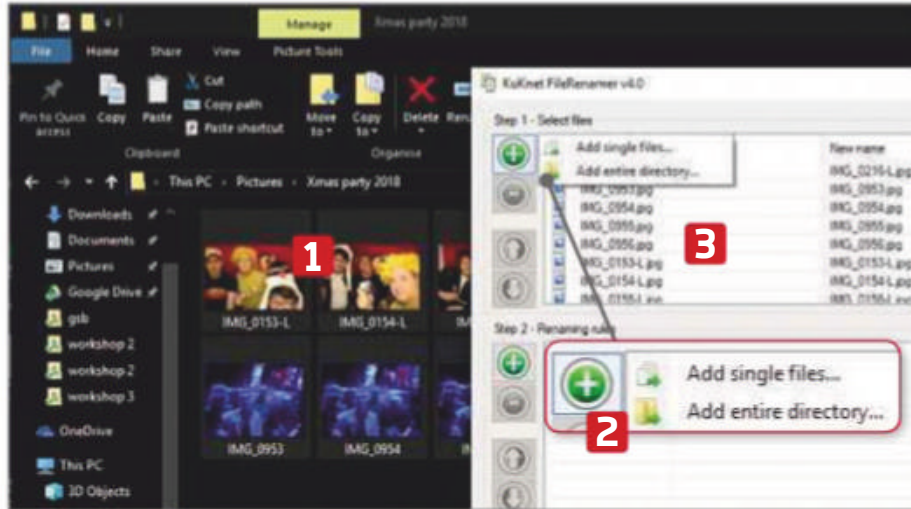 Manage
Xmas party 2018
File Home Share View Picture Tools
Pin to Quick access
Copy
Paste
Cut
Copy path
Paste shortcut
Move to
Copy to
Delete
Clipboard
Organise
This PC Pictures Xmas party 2018
Downloads
Documents
Pictures
Google Drive
gsb
workshop 2
workshop 2
workshop 3
OneDrive
This PC
3D Objects
1
IMG_0153-L
IMG_0154-L
IMG_0953
IMG_0954
KuKnet FileRenamer v4.0
Step 1 - Select files
Add single files...
Add entire directory...
New name
IMG_0216-L.jpg
IMG_0953.jpg IMG_0953.jpg
IMG_0954.jpg IMG_0954.jpg
IMG_0955.jpg IMG_0955.jpg
IMG_0956.jpg IMG_0956.jpg
IMG_0153-L.jpg IMG_0153-L.jpg
IMG_0154-L.jpg IMG_0154-L.jpg
3
Step 2 - Renaming rules
Add single files...
Add entire directory...
2